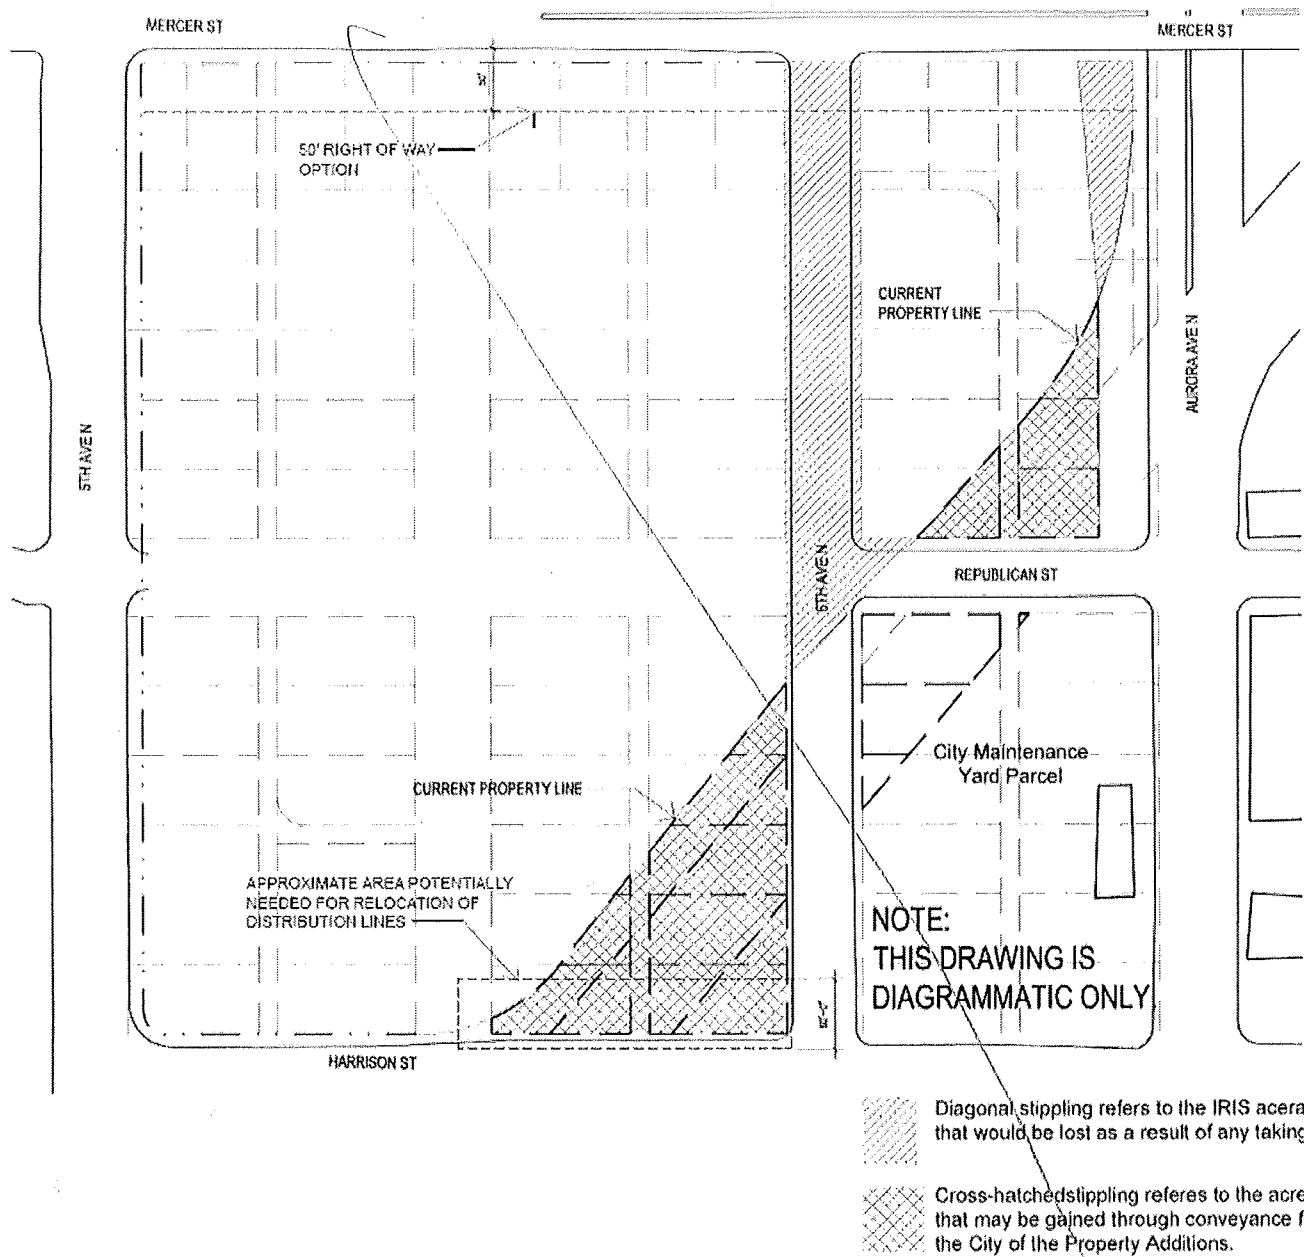 MERCER ST
MERCER ST
50'
50' RIGHT OF WAY
OPTION
CURRENT
PROPERTY LINE
AURORA AVE N
5TH AVE N
5TH AVE N
REPUBLICAN ST
City Maintenance
Yard Parcel
CURRENT PROPERTY LINE
APPROXIMATE AREA POTENTIALLY
NEEDED FOR RELOCATION OF
DISTRIBUTION LINES
NOTE:
THIS DRAWING IS
DIAGRAMMATIC ONLY
HARRISON ST
Diagonal stippling refers to the IRIS acera
that would be lost as a result of any taking
Cross-hatchedstippling referes to the acre
that may be gained through conveyance f
the City of the Property Additions.